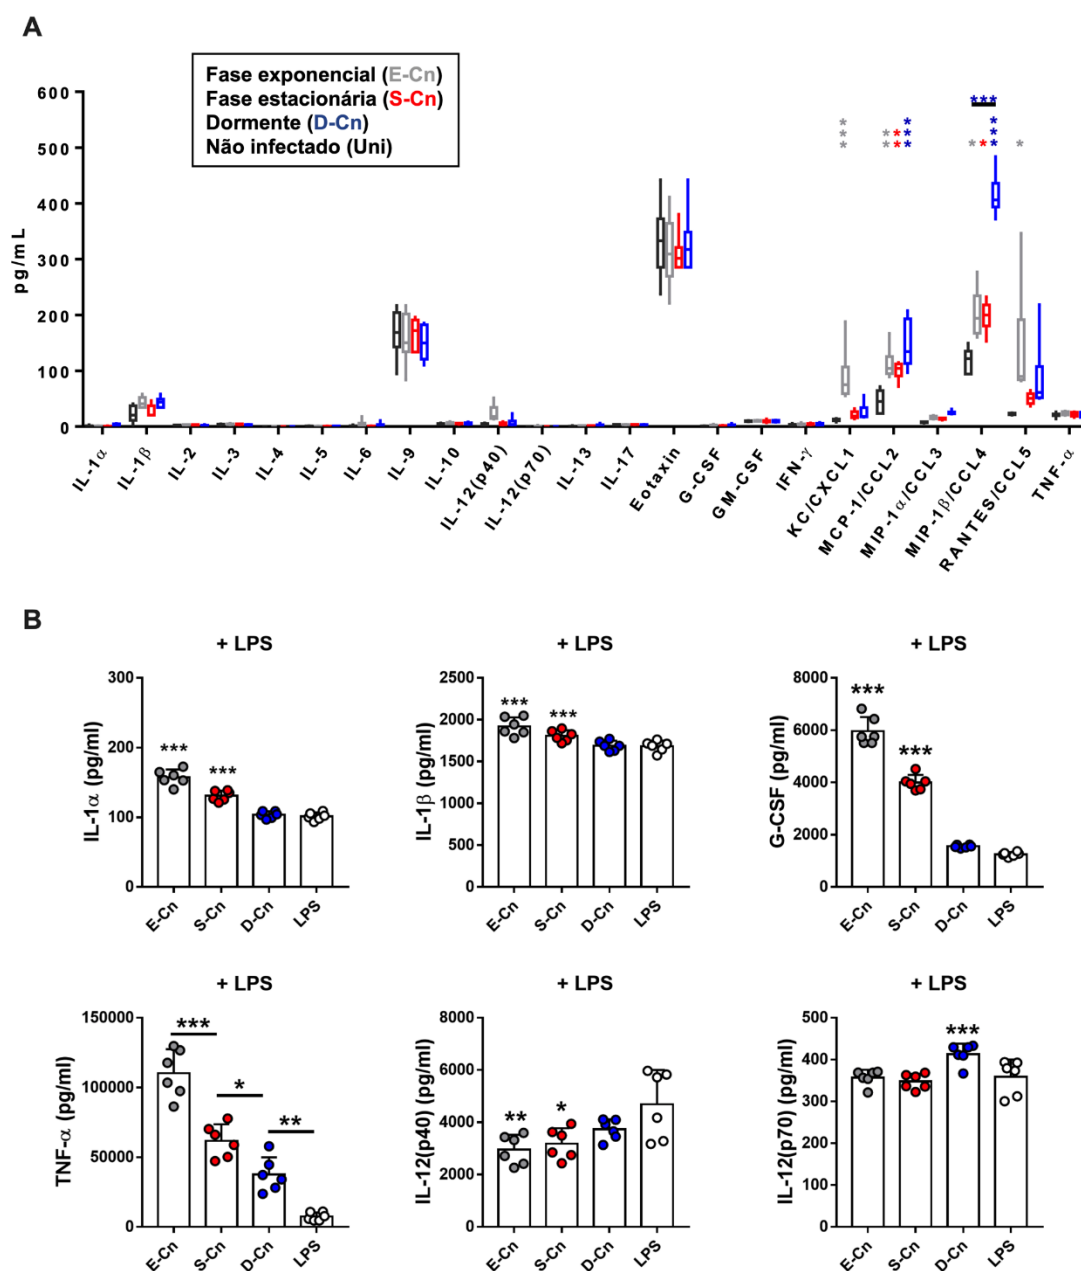 A
Fase exponencial (E-Cn)
Fase estacionária (S-Cn)
Dormente (D-Cn)
Não infectado (Uni)
pg/mL
600
500
400
300
200
100
0
***
**
**
***
*
*
***
***
*
IL-1α
IL-1β
IL-2
IL-3
IL-4
IL-5
IL-6
IL-9
IL-10
IL-12(p40)
IL-12(p70)
IL-13
IL-17
Eotaxin
G-CSF
GM-CSF
IFN-γ
KC/CXCL1
MCP-1/CCL2
MIP-1α/CCL3
MIP-1β/CCL4
RANTES/CCL5
TNF-α
B
+ LPS
IL-1α (pg/ml)
300
200
100
0
***
***
E-Cn
S-Cn
D-Cn
LPS
+ LPS
IL-1β (pg/ml)
2500
2000
1500
1000
500
0
***
***
E-Cn
S-Cn
D-Cn
LPS
+ LPS
G-CSF (pg/ml)
8000
6000
4000
2000
0
***
***
E-Cn
S-Cn
D-Cn
LPS
+ LPS
TNF-α (pg/ml)
150000
100000
50000
0
***
*
**
E-Cn
S-Cn
D-Cn
LPS
+ LPS
IL-12(p40) (pg/ml)
8000
6000
4000
2000
0
**
*
E-Cn
S-Cn
D-Cn
LPS
+ LPS
IL-12(p70) (pg/ml)
500
400
300
200
100
0
***
E-Cn
S-Cn
D-Cn
LPS